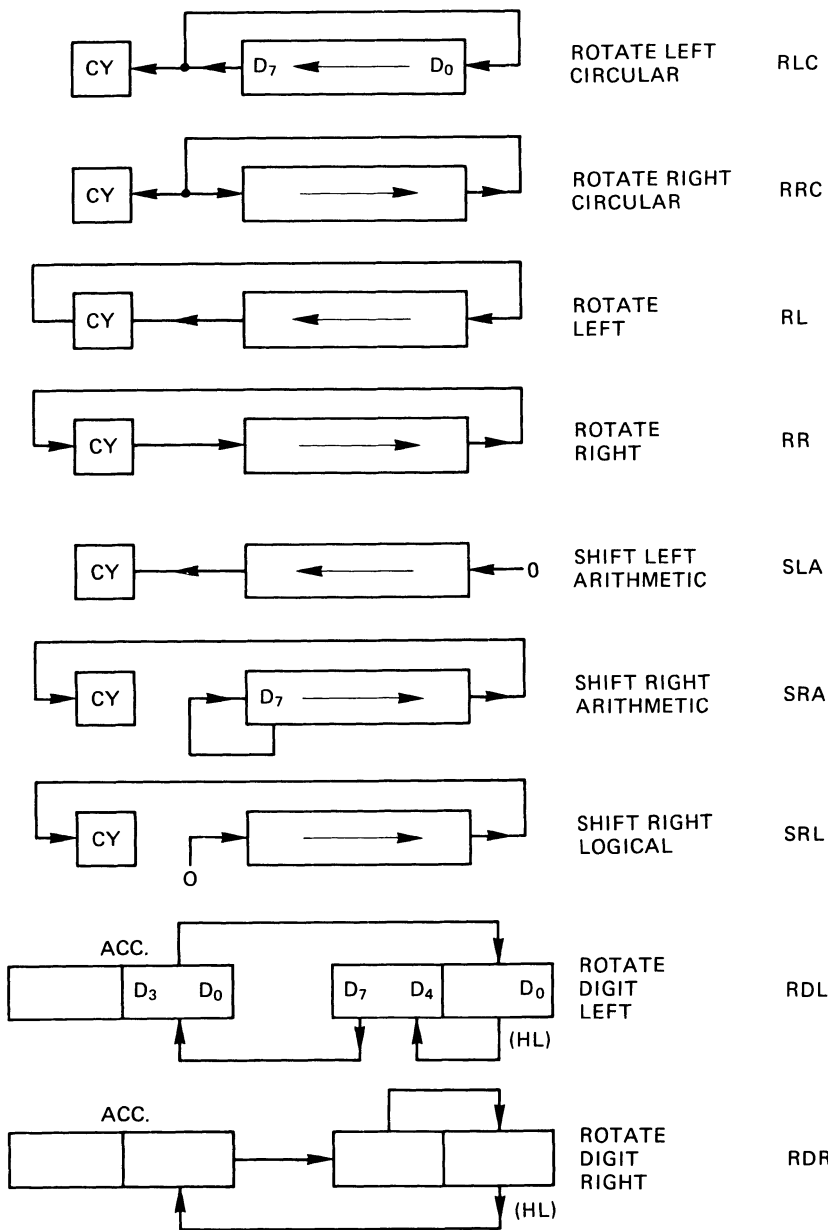 CY D₇ D₀ ROTATE LEFT CIRCULAR RLC
CY ROTATE RIGHT CIRCULAR RRC
CY ROTATE LEFT RL
CY ROTATE RIGHT RR
CY 0 SHIFT LEFT ARITHMETIC SLA
CY D₇ SHIFT RIGHT ARITHMETIC SRA
CY 0 SHIFT RIGHT LOGICAL SRL
ACC.
D₃ D₀ D₇ D₄ D₀ ROTATE DIGIT LEFT RDL
(HL)
ACC.
ROTATE DIGIT RIGHT RDR
(HL)